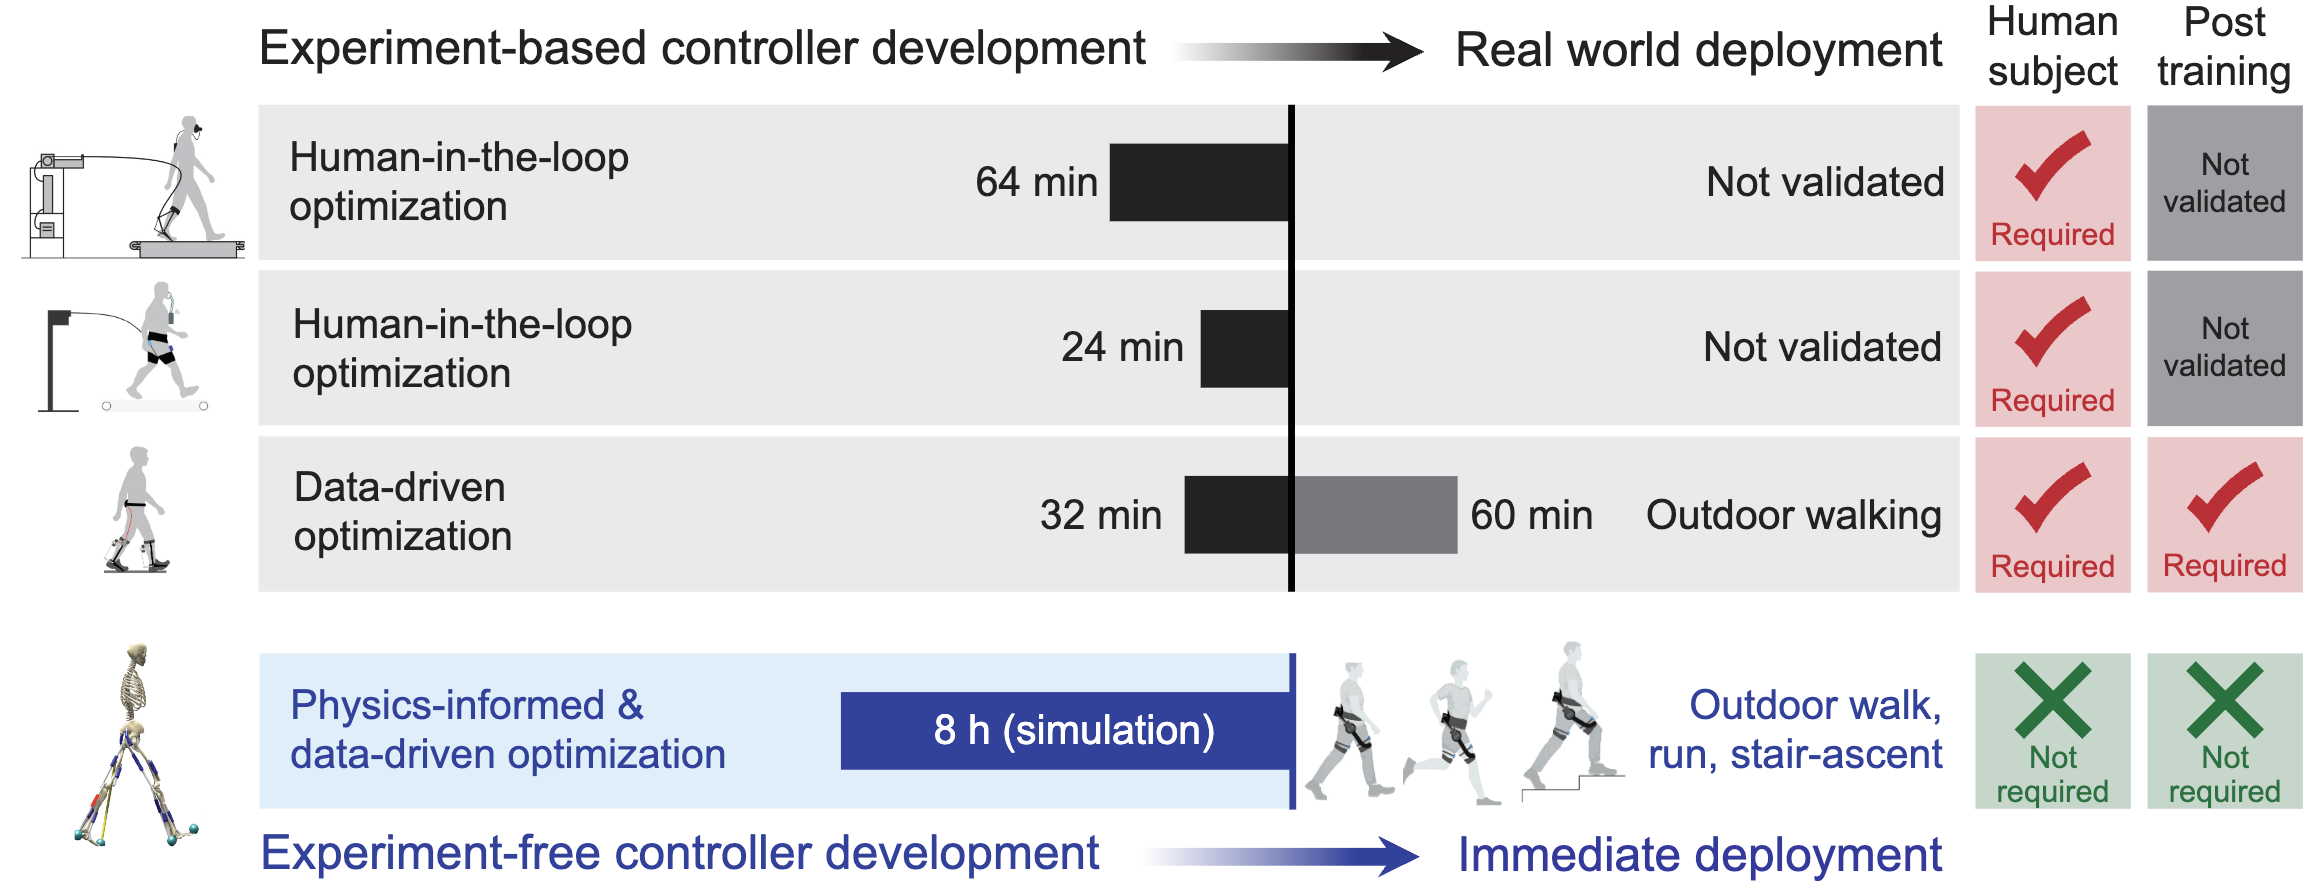 Experiment-based controller development
Real world deployment
Human
subject
Post
training
Human-in-the-loop
optimization
64 min
Not validated
Required
Not
validated
Human-in-the-loop
optimization
24 min
Not validated
Required
Not
validated
Data-driven
optimization
32 min
60 min
Outdoor walking
Required
Required
Physics-informed &
data-driven optimization
8 h (simulation)
Outdoor walk,
run, stair-ascent
Not
required
Not
required
Experiment-free controller development
Immediate deployment